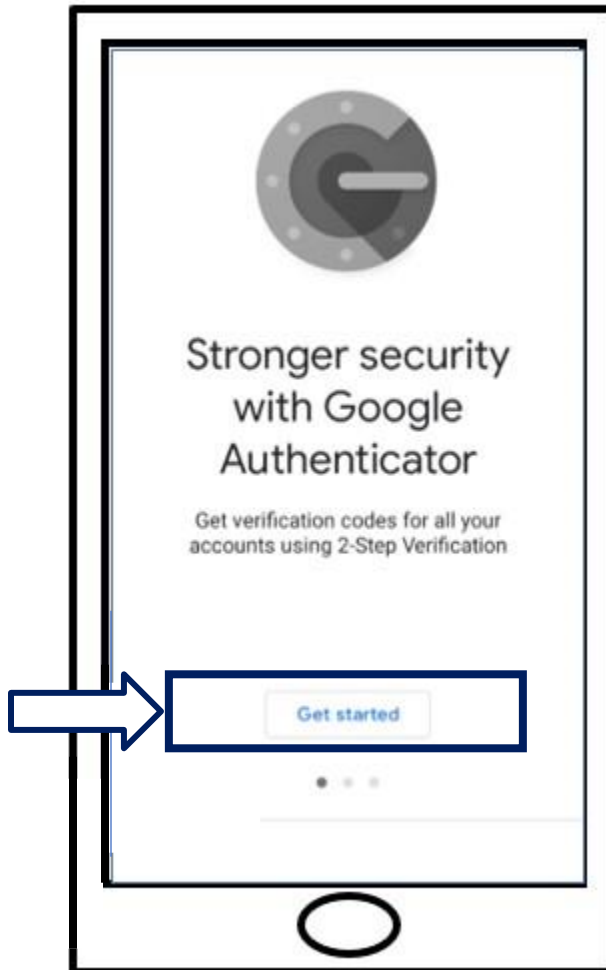 Stronger security
with Google
Authenticator
Get verification codes for all your
accounts using 2-Step Verification
Get started